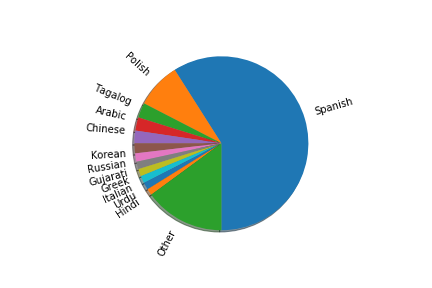 Polish
Spanish
Tagalog
Arabic
Chinese
Korean
Russian
Gujarati
Greek
Italian
Urdu
Hindi
Other